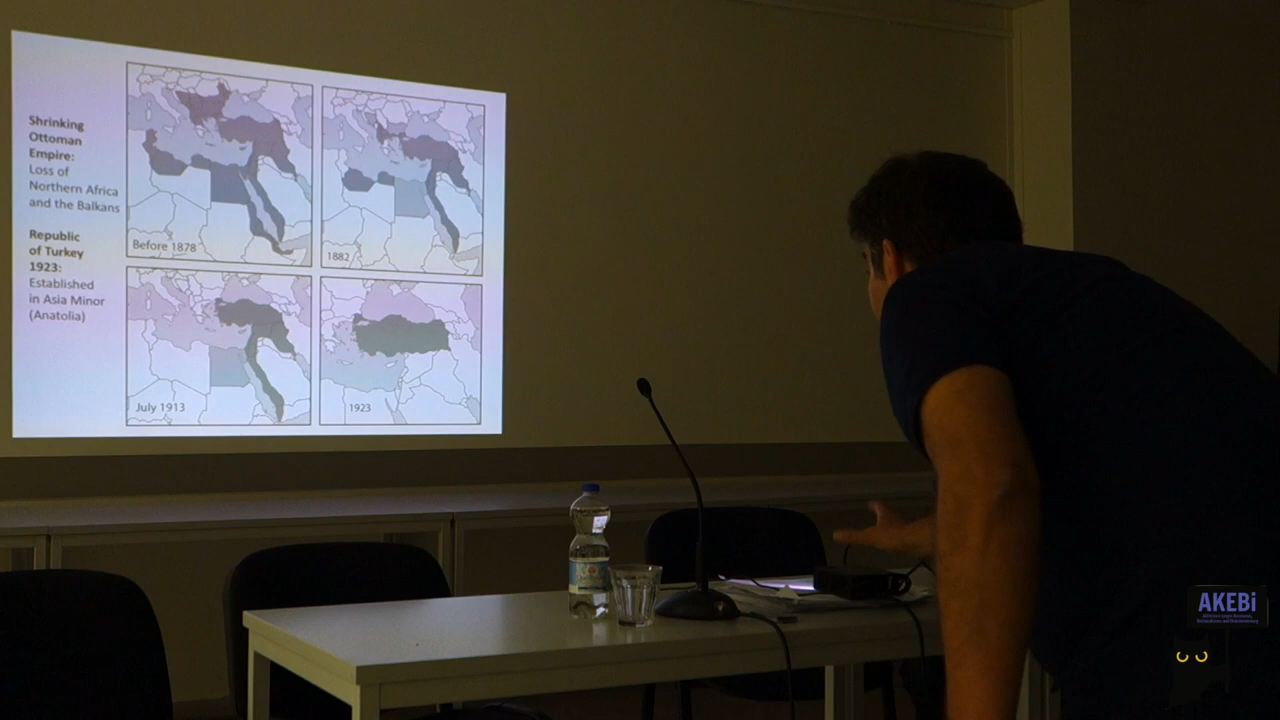 Shrinking
Ottoman
Empire:
Loss of
Northern Africa
and the Balkans
Republic
of Turkey
1923:
Established
in Asia Minor
(Anatolia)
Before 1878
1882
July 1913
1923
AKEBi